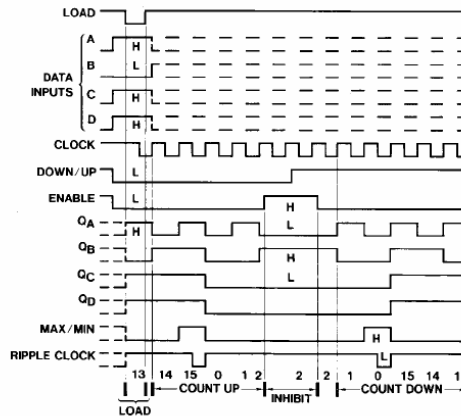 LOAD
A H
B L
DATA INPUTS
C H
D H
CLOCK
DOWN/UP L
ENABLE L H
QA H L
QB H
QC L
QD
MAX/MIN H
RIPPLE CLOCK L
13 14 15 0 1 2 2 2 1 0 15 14 1
COUNT UP INHIBIT COUNT DOWN
LOAD